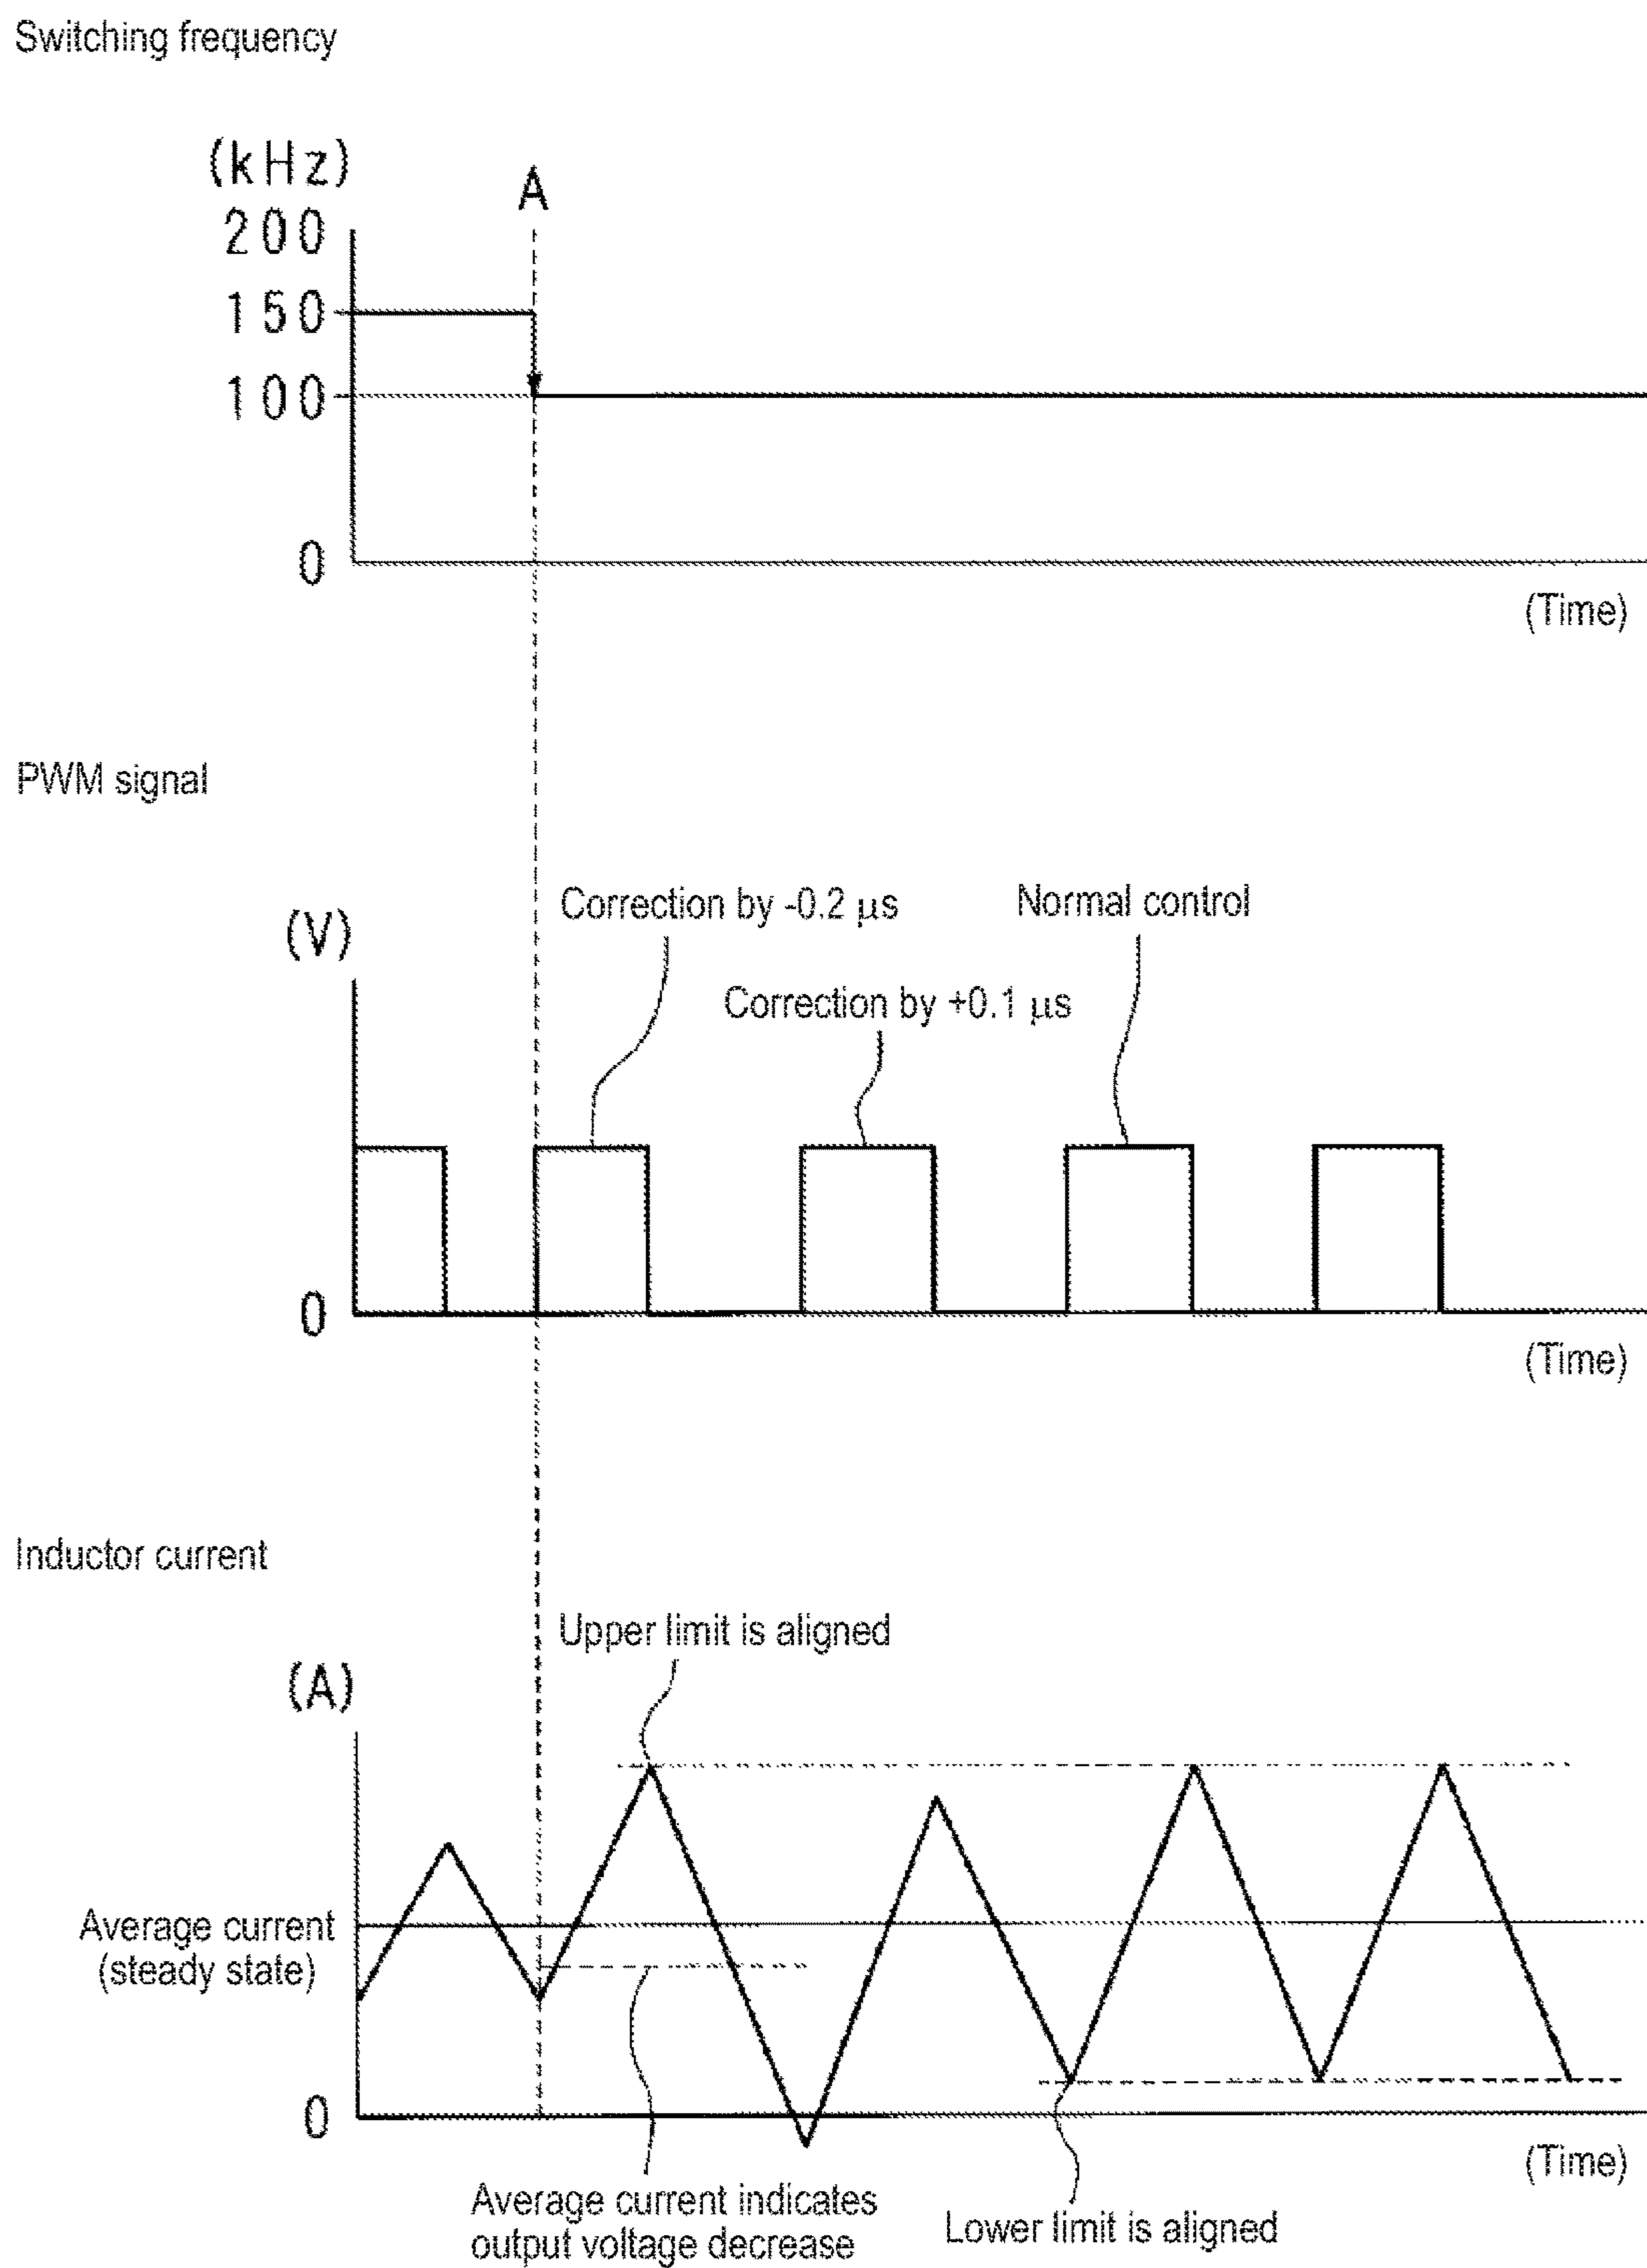 Switching frequency
(kHz)
A
200
150
100
0
(Time)
PWM signal
Correction by -0.2 μs
Normal control
(V)
Correction by +0.1 μs
0
(Time)
Inductor current
Upper limit is aligned
(A)
Average current
(steady state)
0
(Time)
Average current indicates
output voltage decrease
Lower limit is aligned